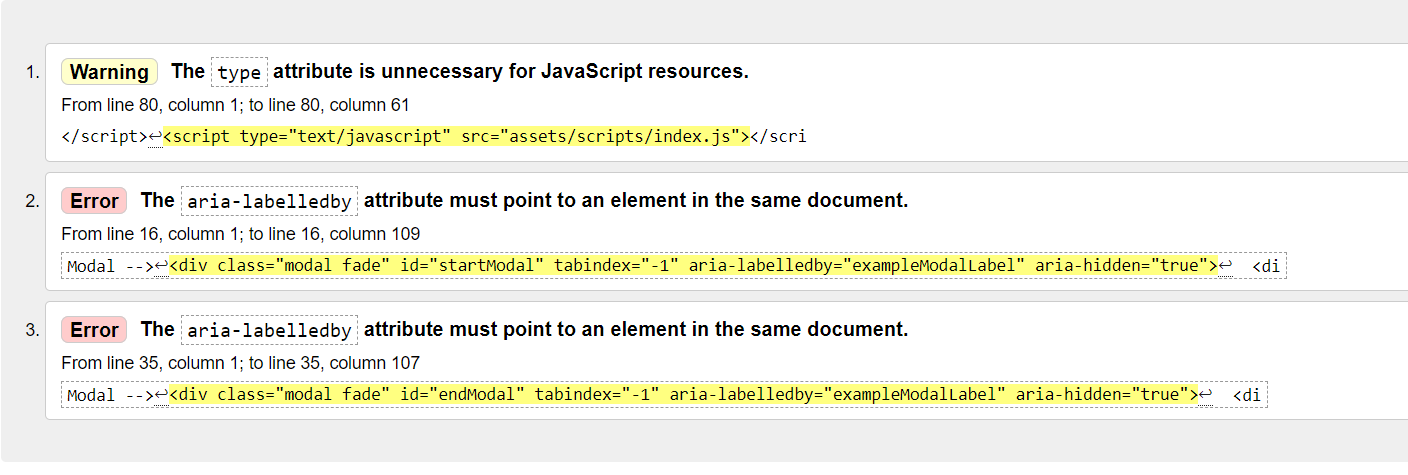 1. Warning The type attribute is unnecessary for JavaScript resources.
From line 80, column 1; to line 80, column 61
</script>↩<script type="text/javascript" src="assets/scripts/index.js"></scri
2. Error The aria-labelledby attribute must point to an element in the same document.
From line 16, column 1; to line 16, column 109
Modal -->↩<div class="modal fade" id="startModal" tabindex="-1" aria-labelledby="exampleModalLabel" aria-hidden="true">↩  <di
3. Error The aria-labelledby attribute must point to an element in the same document.
From line 35, column 1; to line 35, column 107
Modal -->↩<div class="modal fade" id="endModal" tabindex="-1" aria-labelledby="exampleModalLabel" aria-hidden="true">↩  <di